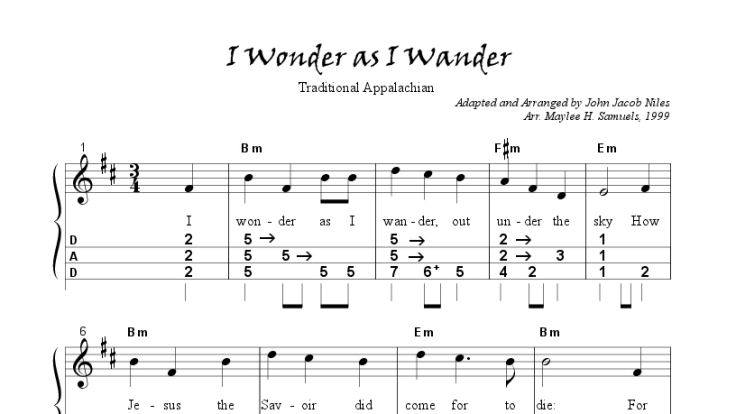 I Wonder as I Wander
Traditional Appalachian
Adapted and Arranged by John Jacob Niles
Arr. Maylee H. Samuels, 1999
1 Bm F♯m Em
3
4
I won - der as I wan - der, out un - der the sky How
D 2 5 → 5 → 2 → 1
A 2 5 5 → 5 → 2 → 3 1
D 2 5 5 5 7 6+ 5 4 2 1 2
6 Bm Em Bm
Je - sus the Sav - oir did come for to die: For